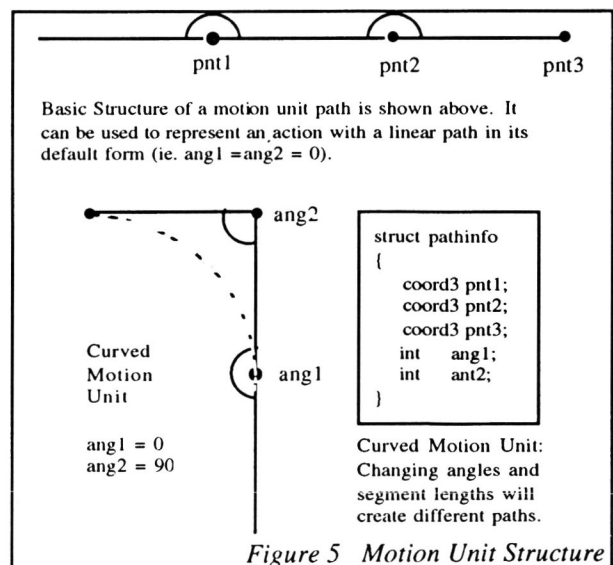 pnt1 pnt2 pnt3
Basic Structure of a motion unit path is shown above. It
can be used to represent an action with a linear path in its
default form (ie. ang1 =ang2 = 0).
ang2
ang1
Curved
Motion
Unit
ang1 = 0
ang2 = 90
struct pathinfo
{
coord3 pnt1;
coord3 pnt2;
coord3 pnt3;
int ang1;
int ant2;
}
Curved Motion Unit:
Changing angles and
segment lengths will
create different paths.
Figure 5 Motion Unit Structure